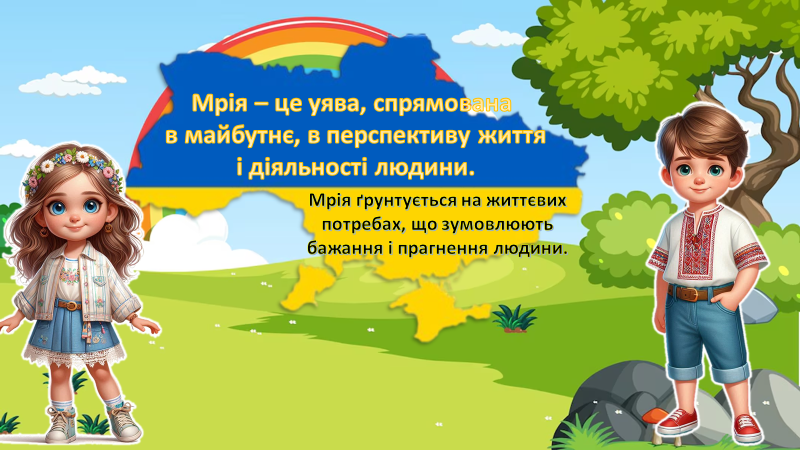 Мрія – це уява, спрямована
в майбутнє, в перспективу життя
і діяльності людини.
Мрія ґрунтується на життєвих
потребах, що зумовлюють
бажання і прагнення людини.